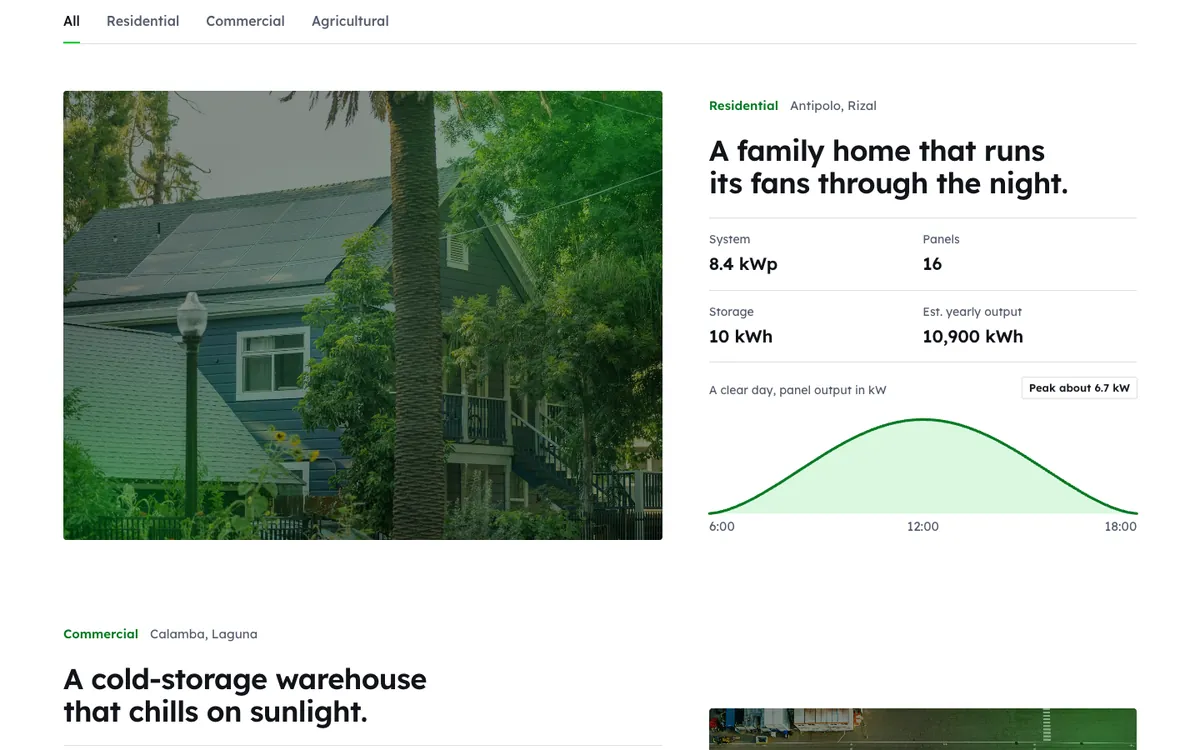 All
Residential
Commercial
Agricultural
Residential Antipolo, Rizal
A family home that runs
its fans through the night.
System
8.4 kWp
Panels
16
Storage
10 kWh
Est. yearly output
10,900 kWh
A clear day, panel output in kW
Peak about 6.7 kW
6:00
12:00
18:00
Commercial Calamba, Laguna
A cold-storage warehouse
that chills on sunlight.